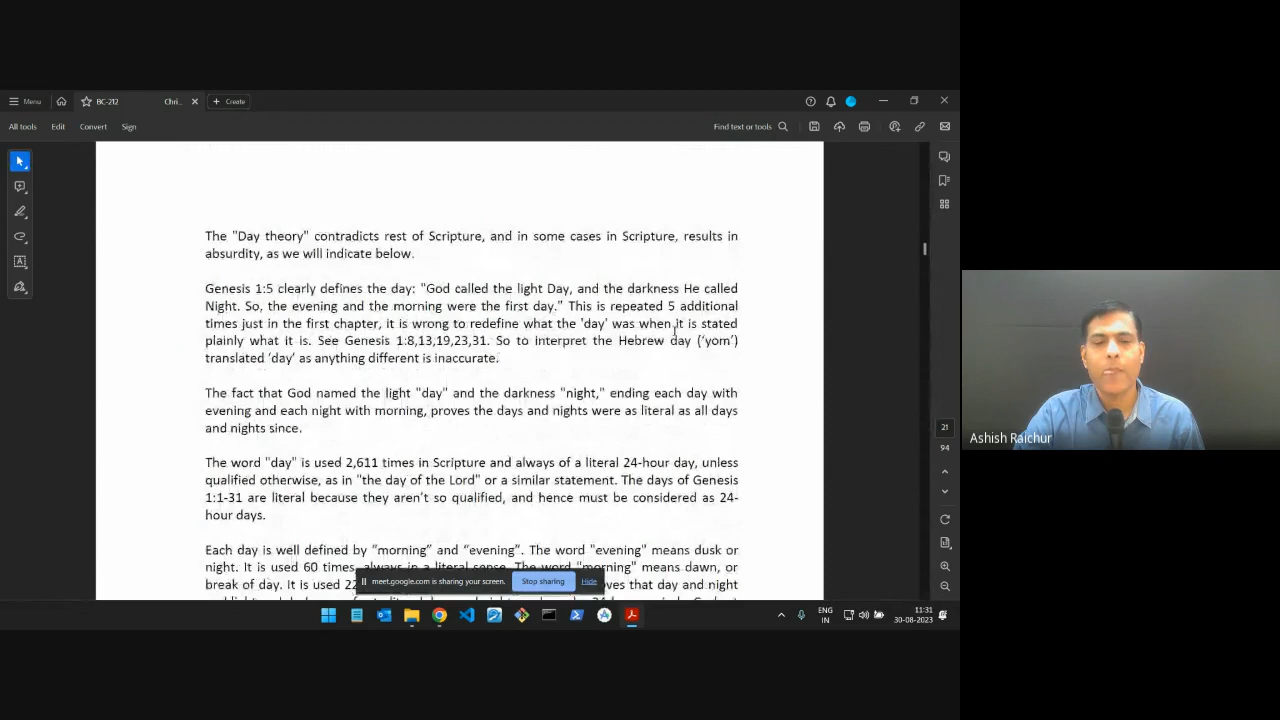 Menu
BC-212
Chri...
Create
All tools
Edit
Convert
Sign
Find text or tools
The "Day theory" contradicts rest of Scripture, and in some cases in Scripture, results in
absurdity, as we will indicate below.
Genesis 1:5 clearly defines the day: "God called the light Day, and the darkness He called
Night. So, the evening and the morning were the first day." This is repeated 5 additional
times just in the first chapter, it is wrong to redefine what the 'day' was when it is stated
plainly what it is. See Genesis 1:8,13,19,23,31. So to interpret the Hebrew day ('yom')
translated 'day' as anything different is inaccurate.
The fact that God named the light "day" and the darkness "night," ending each day with
evening and each night with morning, proves the days and nights were as literal as all days
and nights since.
The word "day" is used 2,611 times in Scripture and always of a literal 24-hour day, unless
qualified otherwise, as in "the day of the Lord" or a similar statement. The days of Genesis
1:1-31 are literal because they aren't so qualified, and hence must be considered as 24-
hour days.
Each day is well defined by "morning" and "evening". The word "evening" means dusk or
night. It is used 60 times, always in a literal sense. The word "morning" means dawn, or
break of day. It is used 22 that day and night
21
94
meet.google.com is sharing your screen.
Stop sharing
Hide
ENG
IN
11:31
30-08-2023
Ashish Raichur